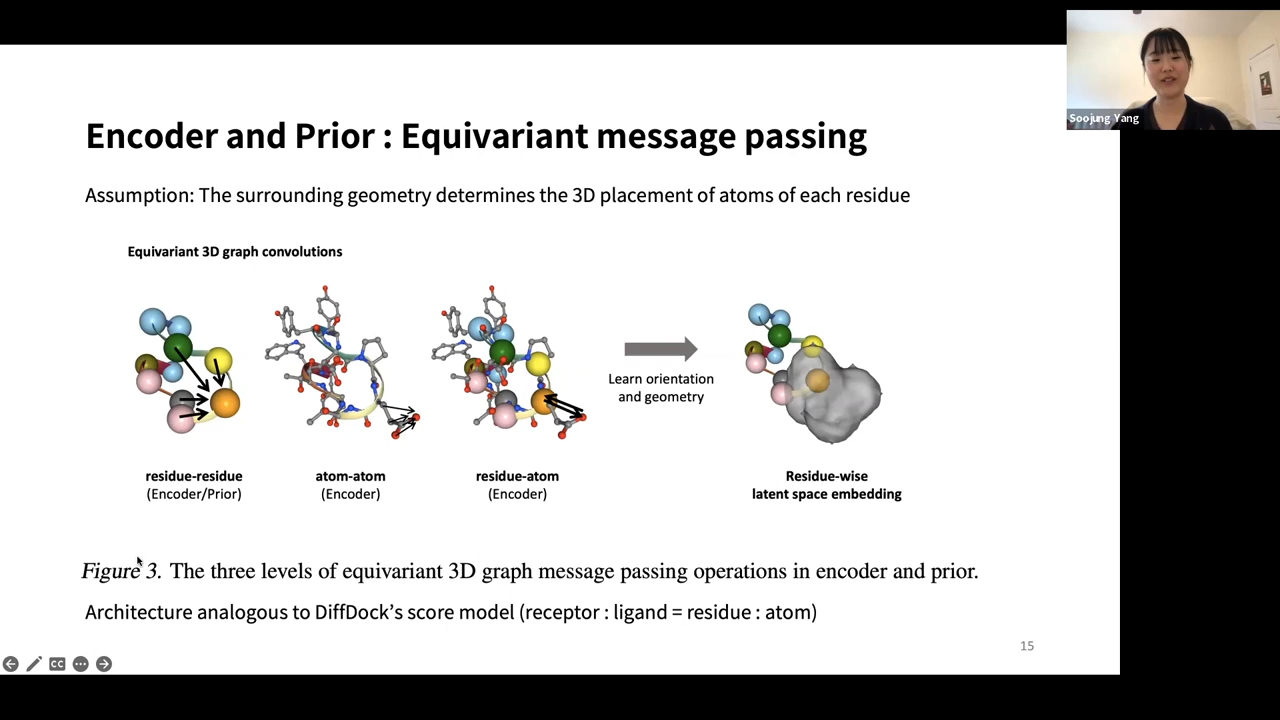 Soojung Yang
Encoder and Prior : Equivariant message passing
Assumption: The surrounding geometry determines the 3D placement of atoms of each residue
Equivariant 3D graph convolutions
Learn orientation
and geometry
residue-residue
(Encoder/Prior)
atom-atom
(Encoder)
residue-atom
(Encoder)
Residue-wise
latent space embedding
Figure 3. The three levels of equivariant 3D graph message passing operations in encoder and prior.
Architecture analogous to DiffDock's score model (receptor : ligand = residue : atom)
15
CC